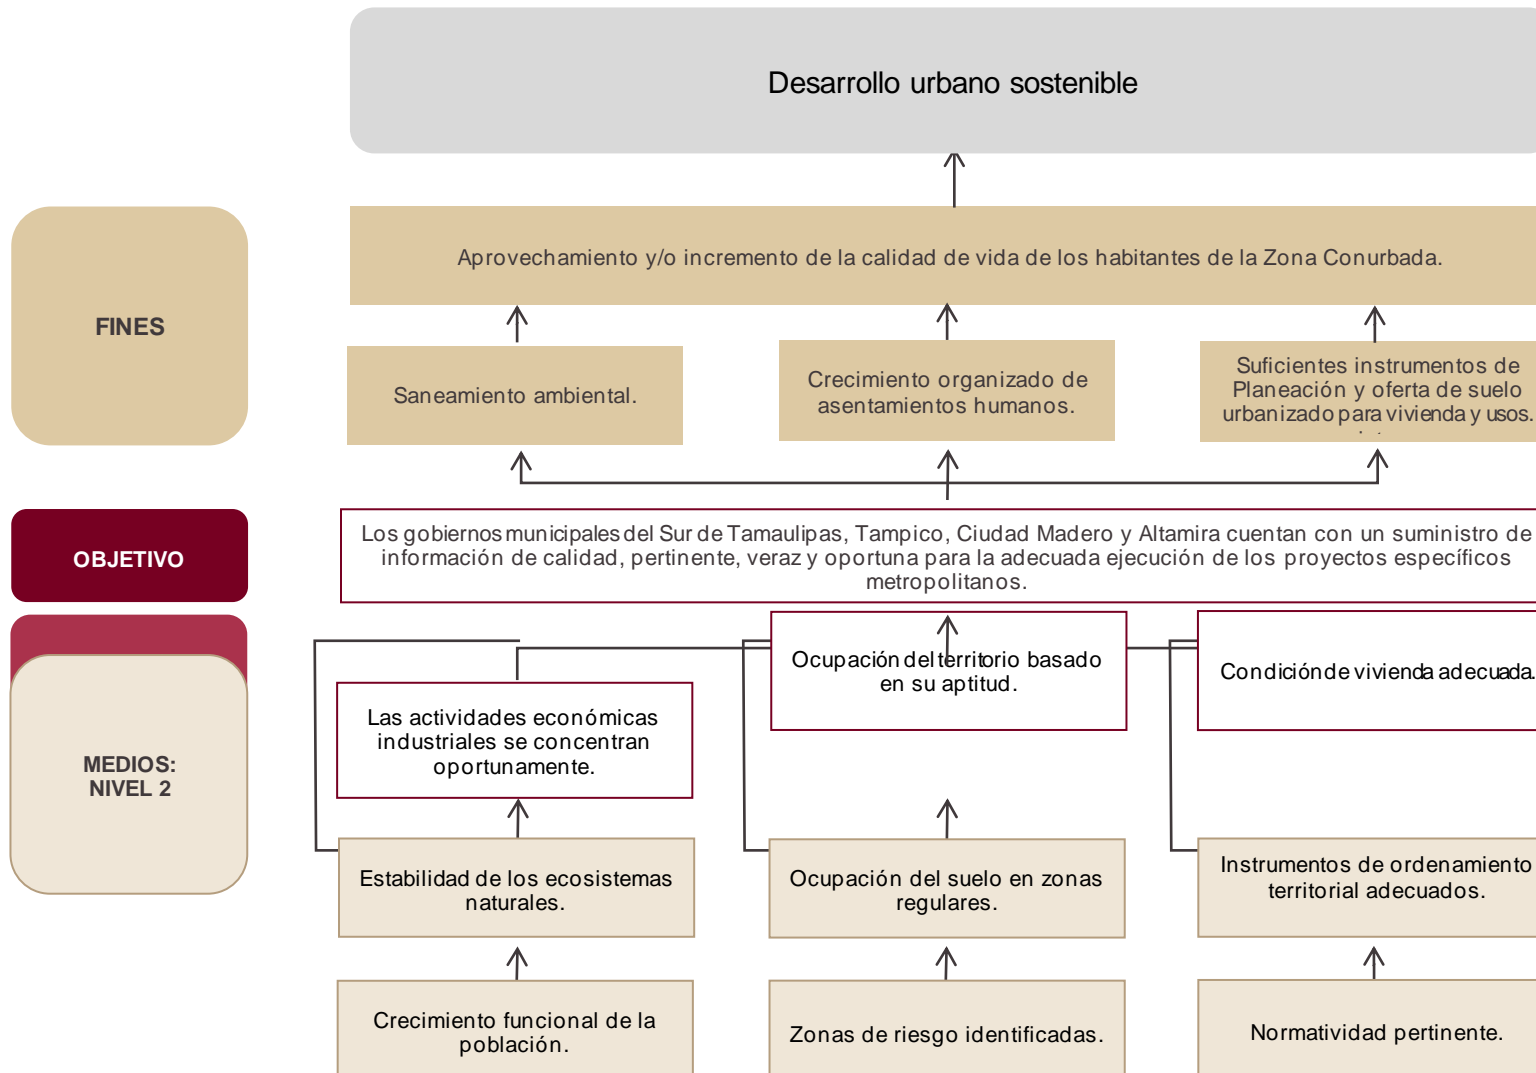 Desarrollo urbano sostenible
FINES
Aprovechamiento y/o incremento de la calidad de vida de los habitantes de la Zona Conurbada.
Saneamiento ambiental.
Crecimiento organizado de
asentamientos humanos.
Suficientes instrumentos de
Planeación y oferta de suelo
urbanizado para vivienda y usos.
OBJETIVO
Los gobiernos municipales del Sur de Tamaulipas, Tampico, Ciudad Madero y Altamira cuentan con un suministro de
información de calidad, pertinente, veraz y oportuna para la adecuada ejecución de los proyectos específicos
metropolitanos.
MEDIOS:
NIVEL 2
Las actividades económicas
industriales se concentran
oportunamente.
Ocupación del territorio basado
en su aptitud.
Condición de vivienda adecuada.
Estabilidad de los ecosistemas
naturales.
Ocupación del suelo en zonas
regulares.
Instrumentos de ordenamiento
territorial adecuados.
Crecimiento funcional de la
población.
Zonas de riesgo identificadas.
Normatividad pertinente.